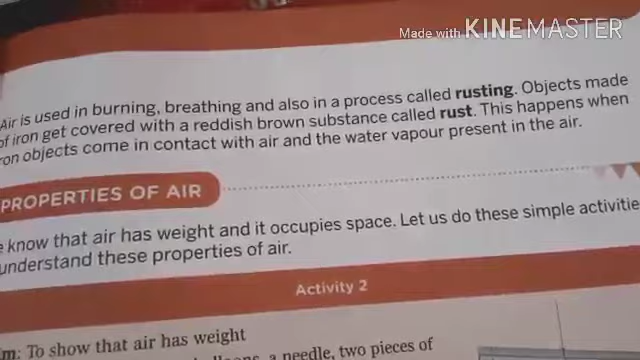 Made with KINEMASTER
Air is used in burning, breathing and also in a process called rusting. Objects made
of iron get covered with a reddish brown substance called rust. This happens when
objects come in contact with air and the water vapour present in the air.
PROPERTIES OF AIR
know that air has weight and it occupies space. Let us do these simple
understand these properties of air.
Activity 2
To show that air has weight
a needle, two pieces of